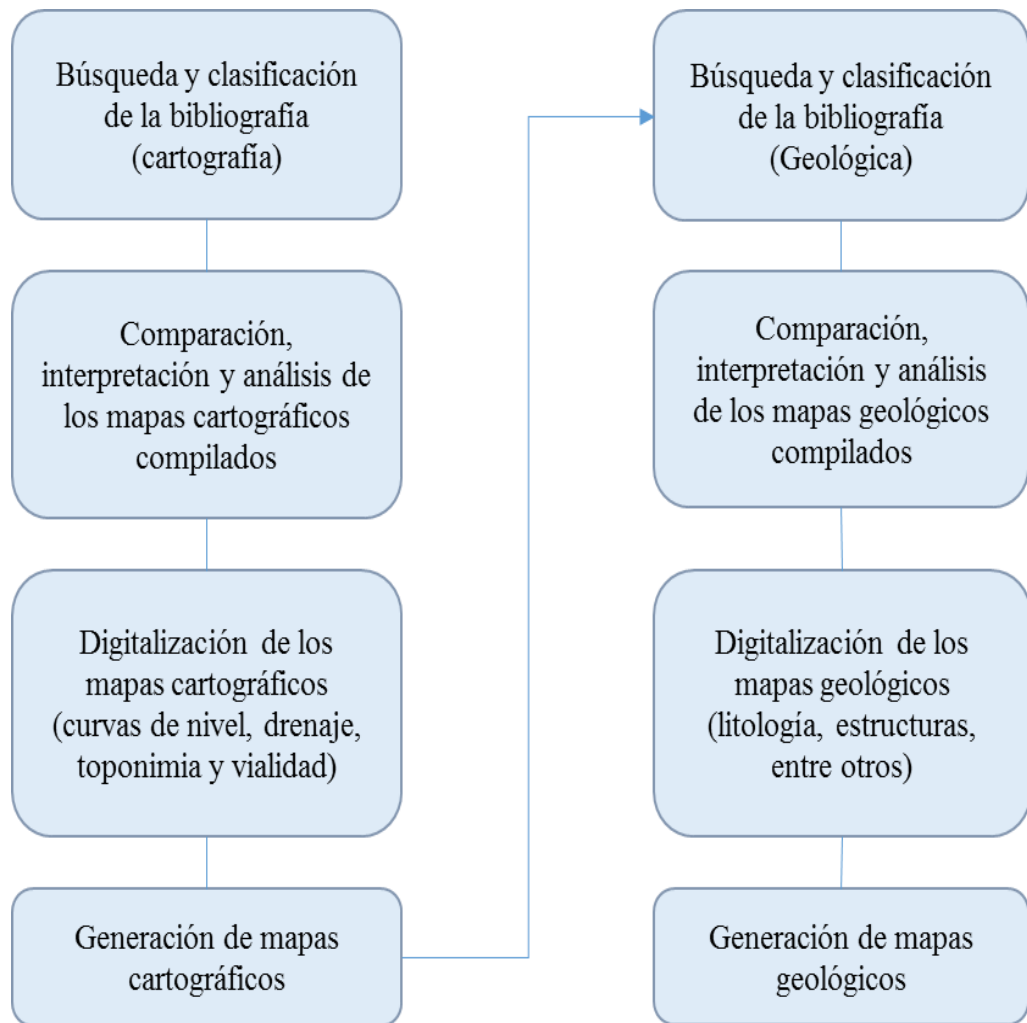 Búsqueda y clasificación
de la bibliografía
(cartografía)
Comparación,
interpretación y análisis de
los mapas cartográficos
compilados
Digitalización de los
mapas cartográficos
(curvas de nivel, drenaje,
toponimia y vialidad)
Generación de mapas
cartográficos
Búsqueda y clasificación
de la bibliografía
(Geológica)
Comparación,
interpretación y análisis
de los mapas geológicos
compilados
Digitalización de los
mapas geológicos
(litología, estructuras,
entre otros)
Generación de mapas
geológicos